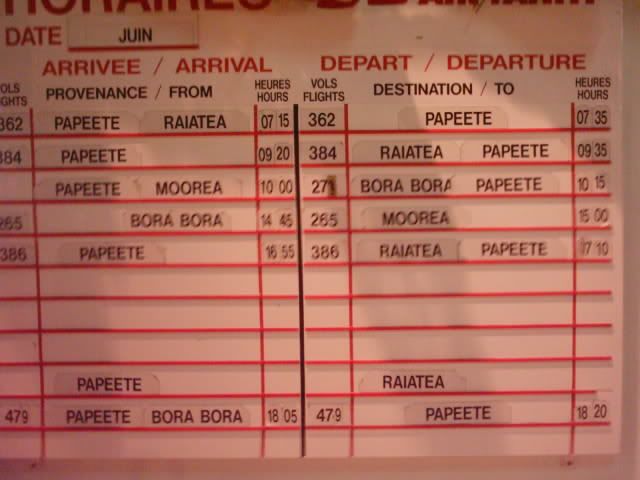 HORAIRES AIR TAHITI
DATE JUIN
ARRIVEE / ARRIVAL DEPART / DEPARTURE
VOLS FLIGHTS PROVENANCE / FROM HEURES HOURS VOLS FLIGHTS DESTINATION / TO HEURES HOURS
362 PAPEETE RAIATEA 07 15 362 PAPEETE 07 35
384 PAPEETE 09 20 384 RAIATEA PAPEETE 09 35
PAPEETE MOOREA 10 00 271 BORA BORA PAPEETE 10 15
265 BORA BORA 14 45 265 MOOREA 15 00
386 PAPEETE 16 55 386 RAIATEA PAPEETE 17 10
PAPEETE RAIATEA
479 PAPEETE BORA BORA 18 05 479 PAPEETE 18 20